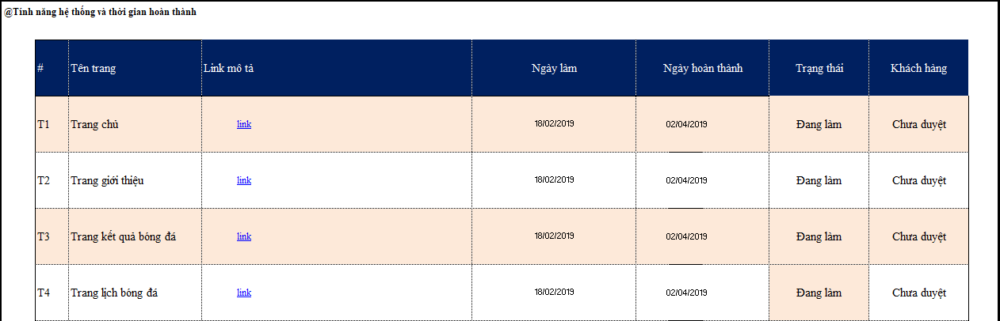 @Tính năng hệ thống và thời gian hoàn thành
# Tên trang Link mô tả Ngày làm Ngày hoàn thành Trạng thái Khách hàng
T1 Trang chủ link 18/02/2019 02/04/2019 Đang làm Chưa duyệt
T2 Trang giới thiệu link 18/02/2019 02/04/2019 Đang làm Chưa duyệt
T3 Trang kết quả bóng đá link 18/02/2019 02/04/2019 Đang làm Chưa duyệt
T4 Trang lịch bóng đá link 18/02/2019 02/04/2019 Đang làm Chưa duyệt